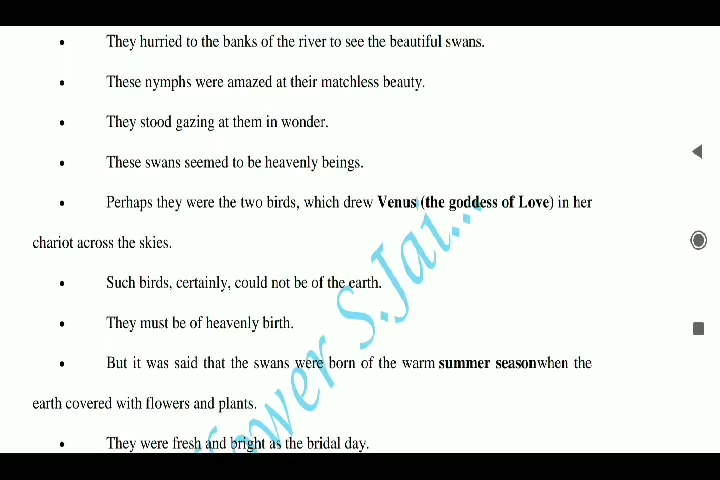 • They hurried to the banks of the river to see the beautiful swans.
• These nymphs were amazed at their matchless beauty.
• They stood gazing at them in wonder.
• These swans seemed to be heavenly beings.
• Perhaps they were the two birds, which drew Venus (the goddess of Love) in her
chariot across the skies.
• Such birds, certainly, could not be of the earth.
• They must be of heavenly birth.
• But it was said that the swans were born of the warm summer seasonwhen the
earth covered with flowers and plants.
• They were fresh and bright as the bridal day.
S.Jai...